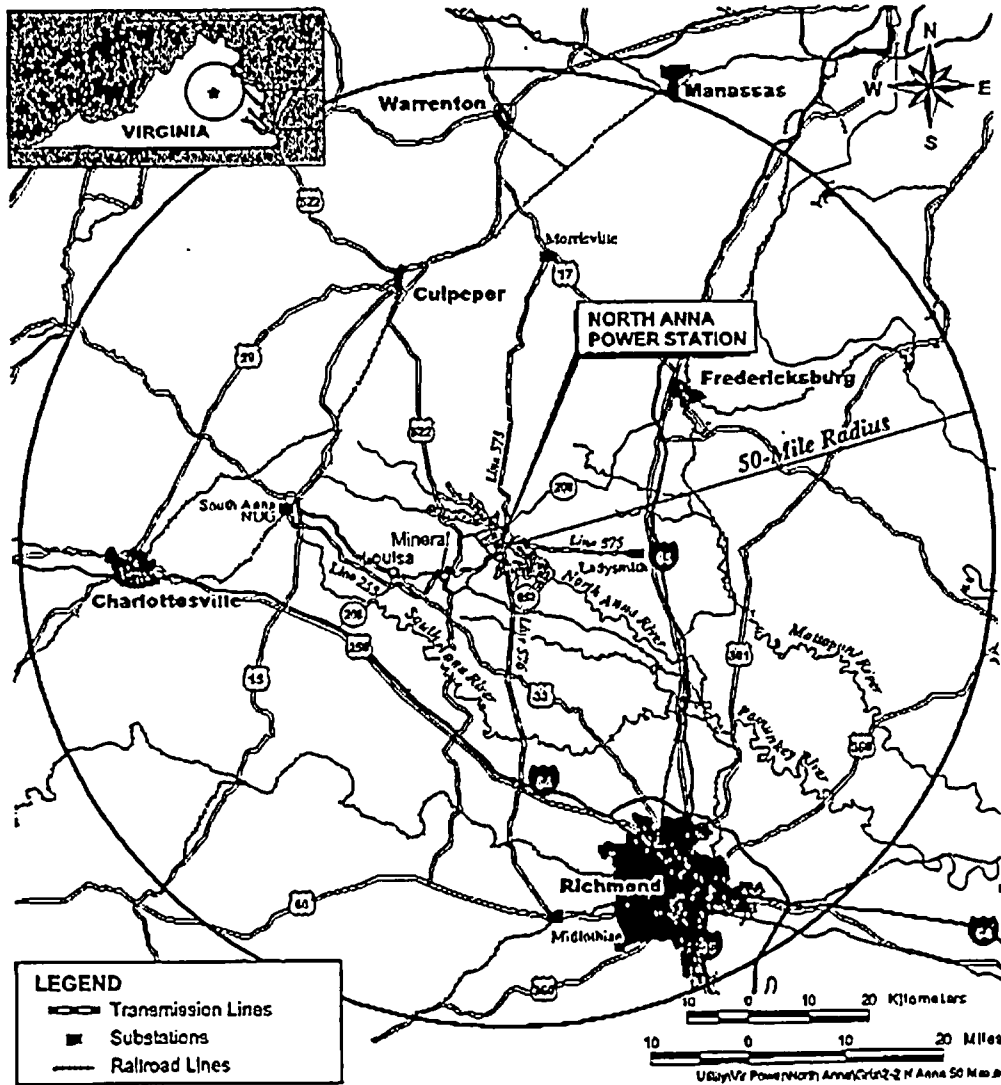 N
W E
S
VIRGINIA
Warrenton
Manassas
522
Morrisville
17
Culpeper
NORTH ANNA
POWER STATION
29
Fredericksburg
522
Line 573
50-Mile Radius
208
South Anna
NUG
Mineral
Louisa
Line 575
Ladysmith
Line 255
652
North Anna River
Charlottesville
208
250
South Anna River
Line 576
301
Mattaponi River
15
33
Pamunkey River
360
64
Richmond
60
Midlothian
64
360
LEGEND
Transmission Lines
Substations
Railroad Lines
10 0 10 20 Kilometers
10 0 10 20 Miles